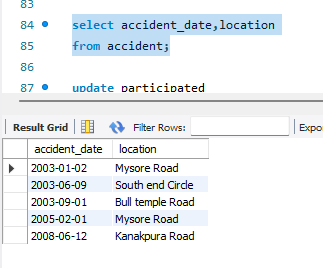 83
84 select accident_date,location
85 from accident;
86
87 update participated
Result Grid Filter Rows: Expor
accident_date location
2003-01-02 Mysore Road
2003-06-09 South end Circle
2003-09-01 Bull temple Road
2005-02-01 Mysore Road
2008-06-12 Kanakpura Road